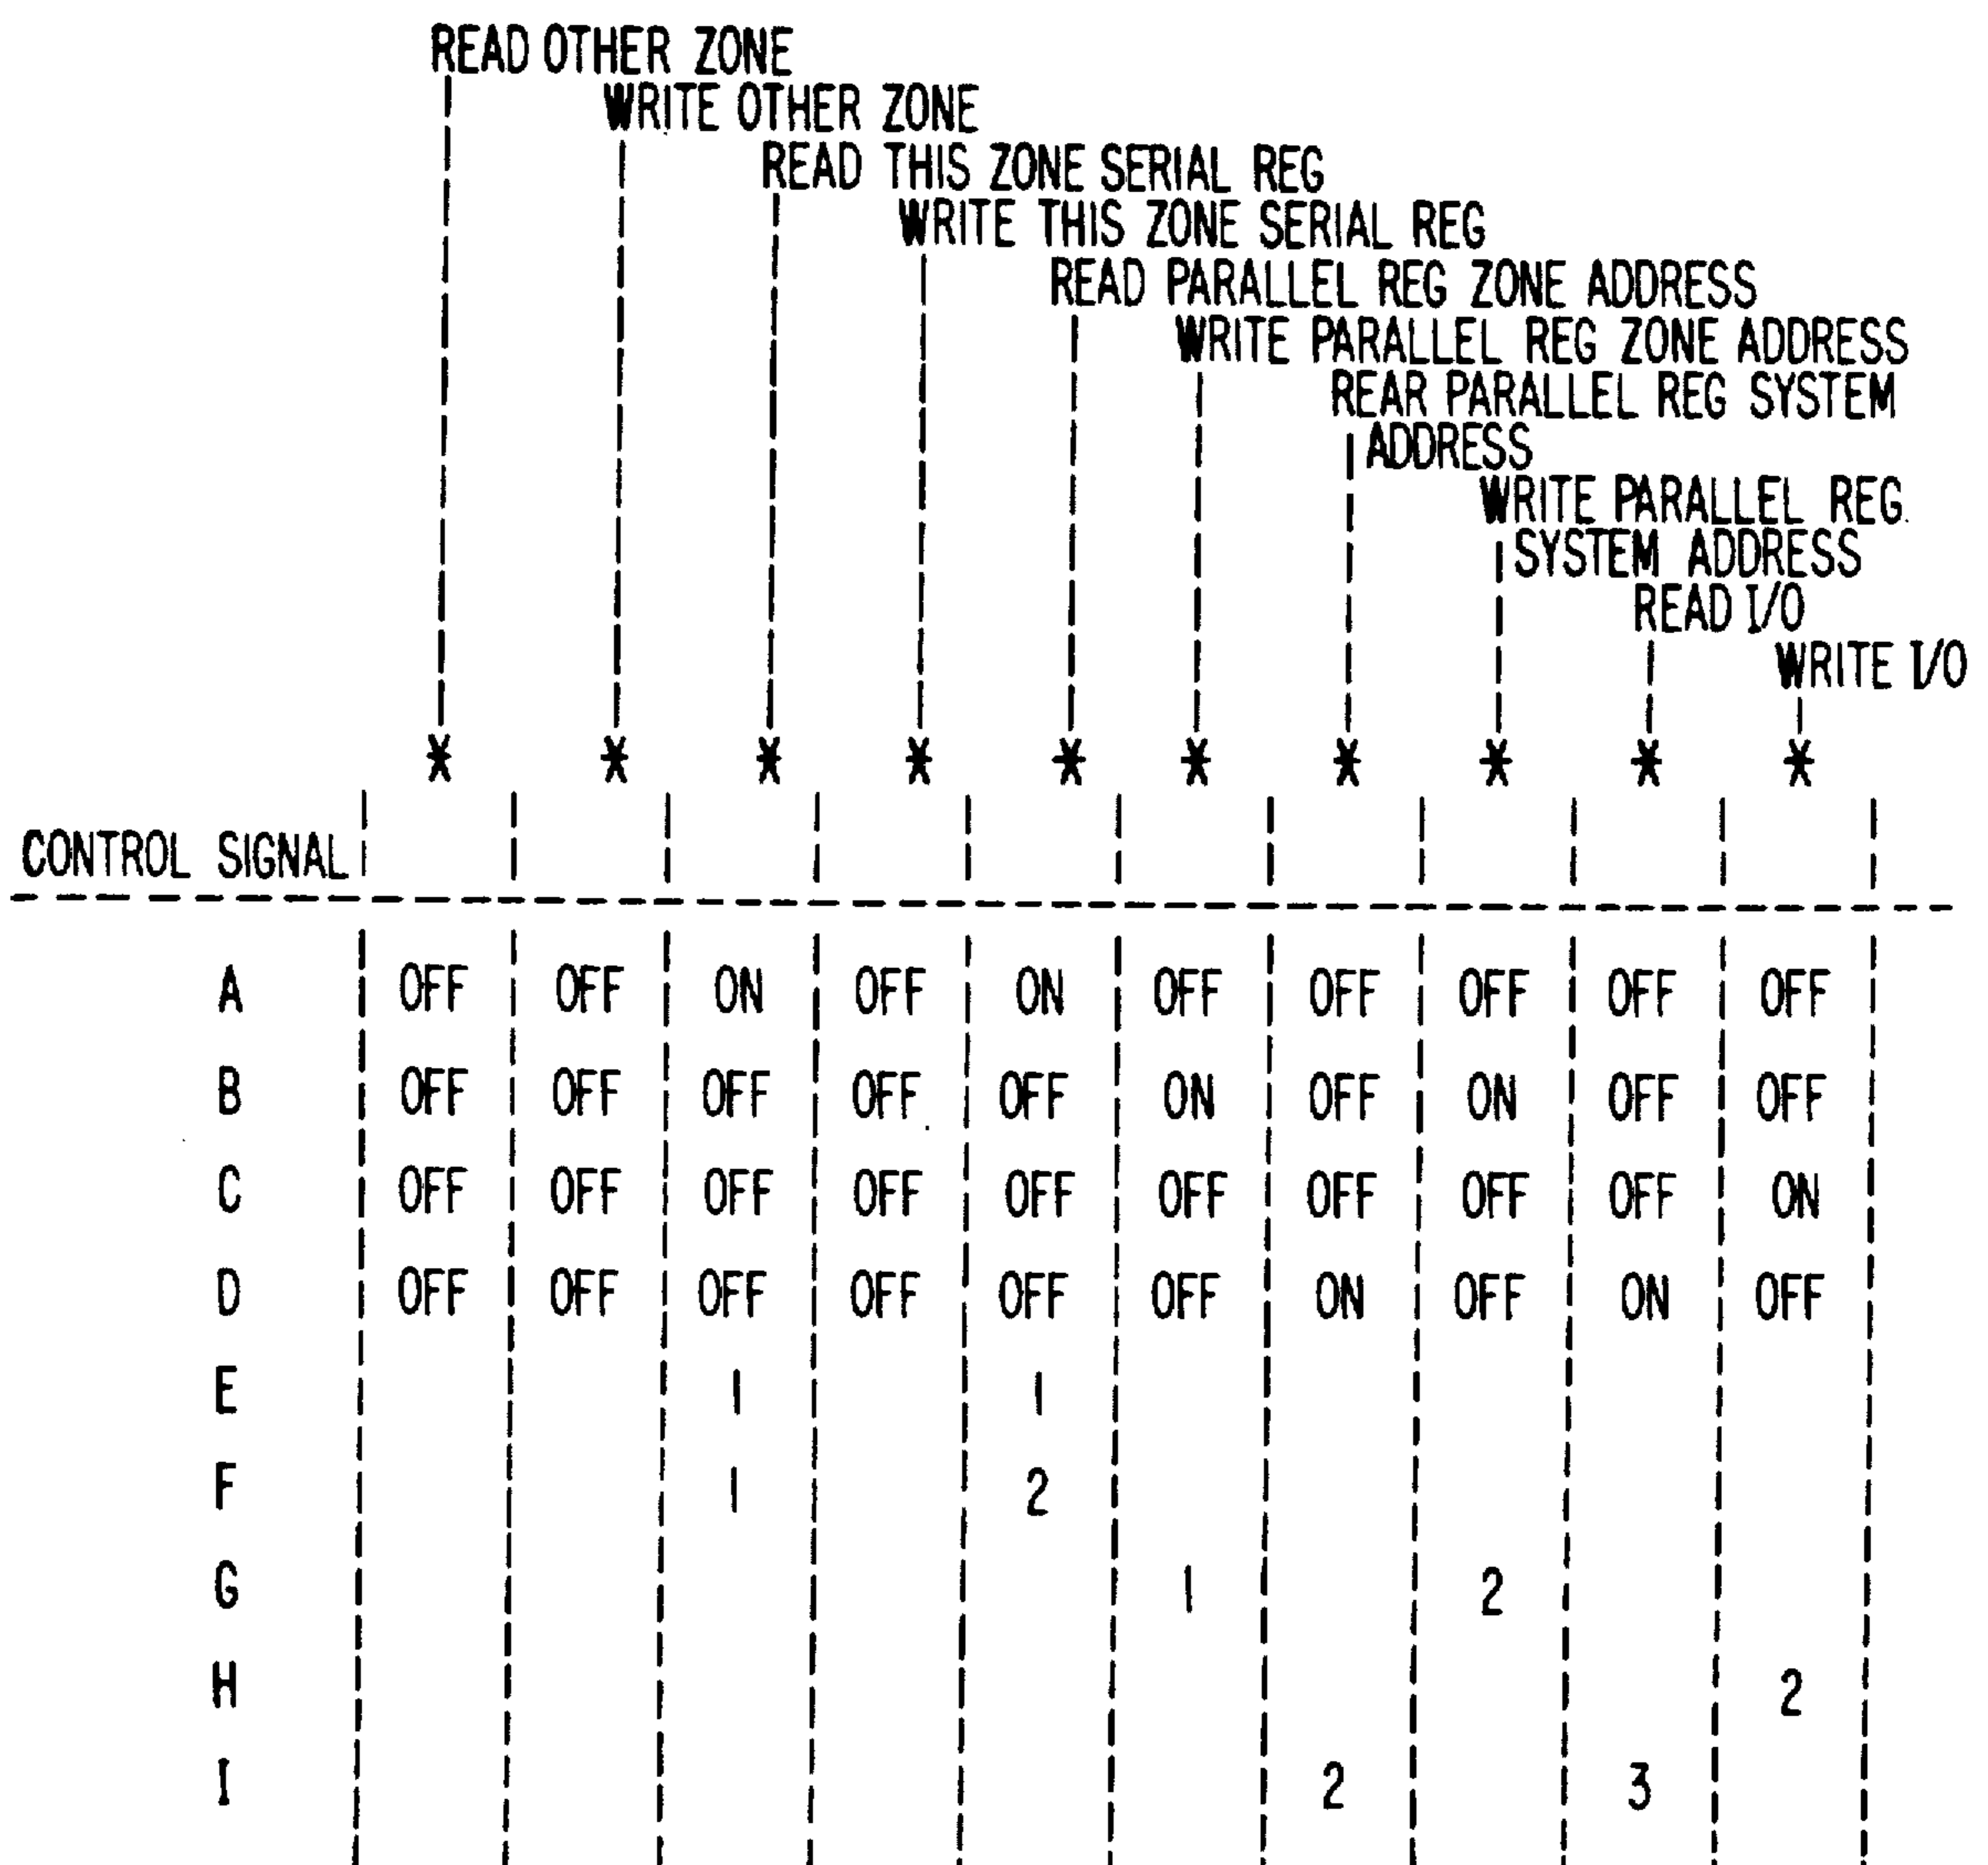 READ OTHER ZONE
WRITE OTHER ZONE
READ THIS ZONE SERIAL REG
WRITE THIS ZONE SERIAL REG
READ PARALLEL REG ZONE ADDRESS
WRITE PARALLEL REG ZONE ADDRESS
REAR PARALLEL REG SYSTEM
ADDRESS
WRITE PARALLEL REG
SYSTEM ADDRESS
READ I/O
WRITE I/O
* * * * * * * * * *
CONTROL SIGNAL
A OFF OFF ON OFF ON OFF OFF OFF OFF OFF
B OFF OFF OFF OFF OFF ON OFF ON OFF OFF
C OFF OFF OFF OFF OFF OFF OFF OFF OFF ON
D OFF OFF OFF OFF OFF OFF ON OFF ON OFF
E 1 1
F 1 2
G 1 2
H 2
I 2 3